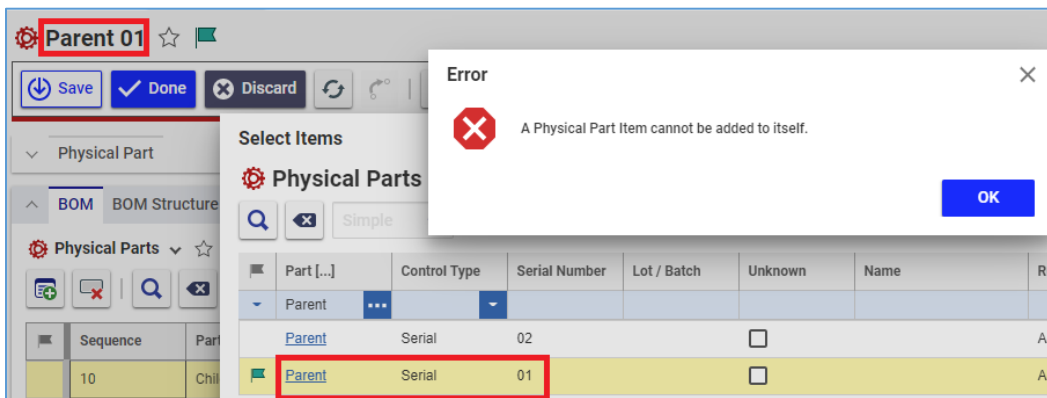 Parent 01
Save Done Discard
Error
A Physical Part Item cannot be added to itself.
OK
Physical Part
BOM BOM Structure
Physical Parts
Sequence
10
Select Items
Physical Parts
Simple
Part [...] Control Type Serial Number Lot / Batch Unknown Name
Parent
Parent Serial 02
Parent Serial 01